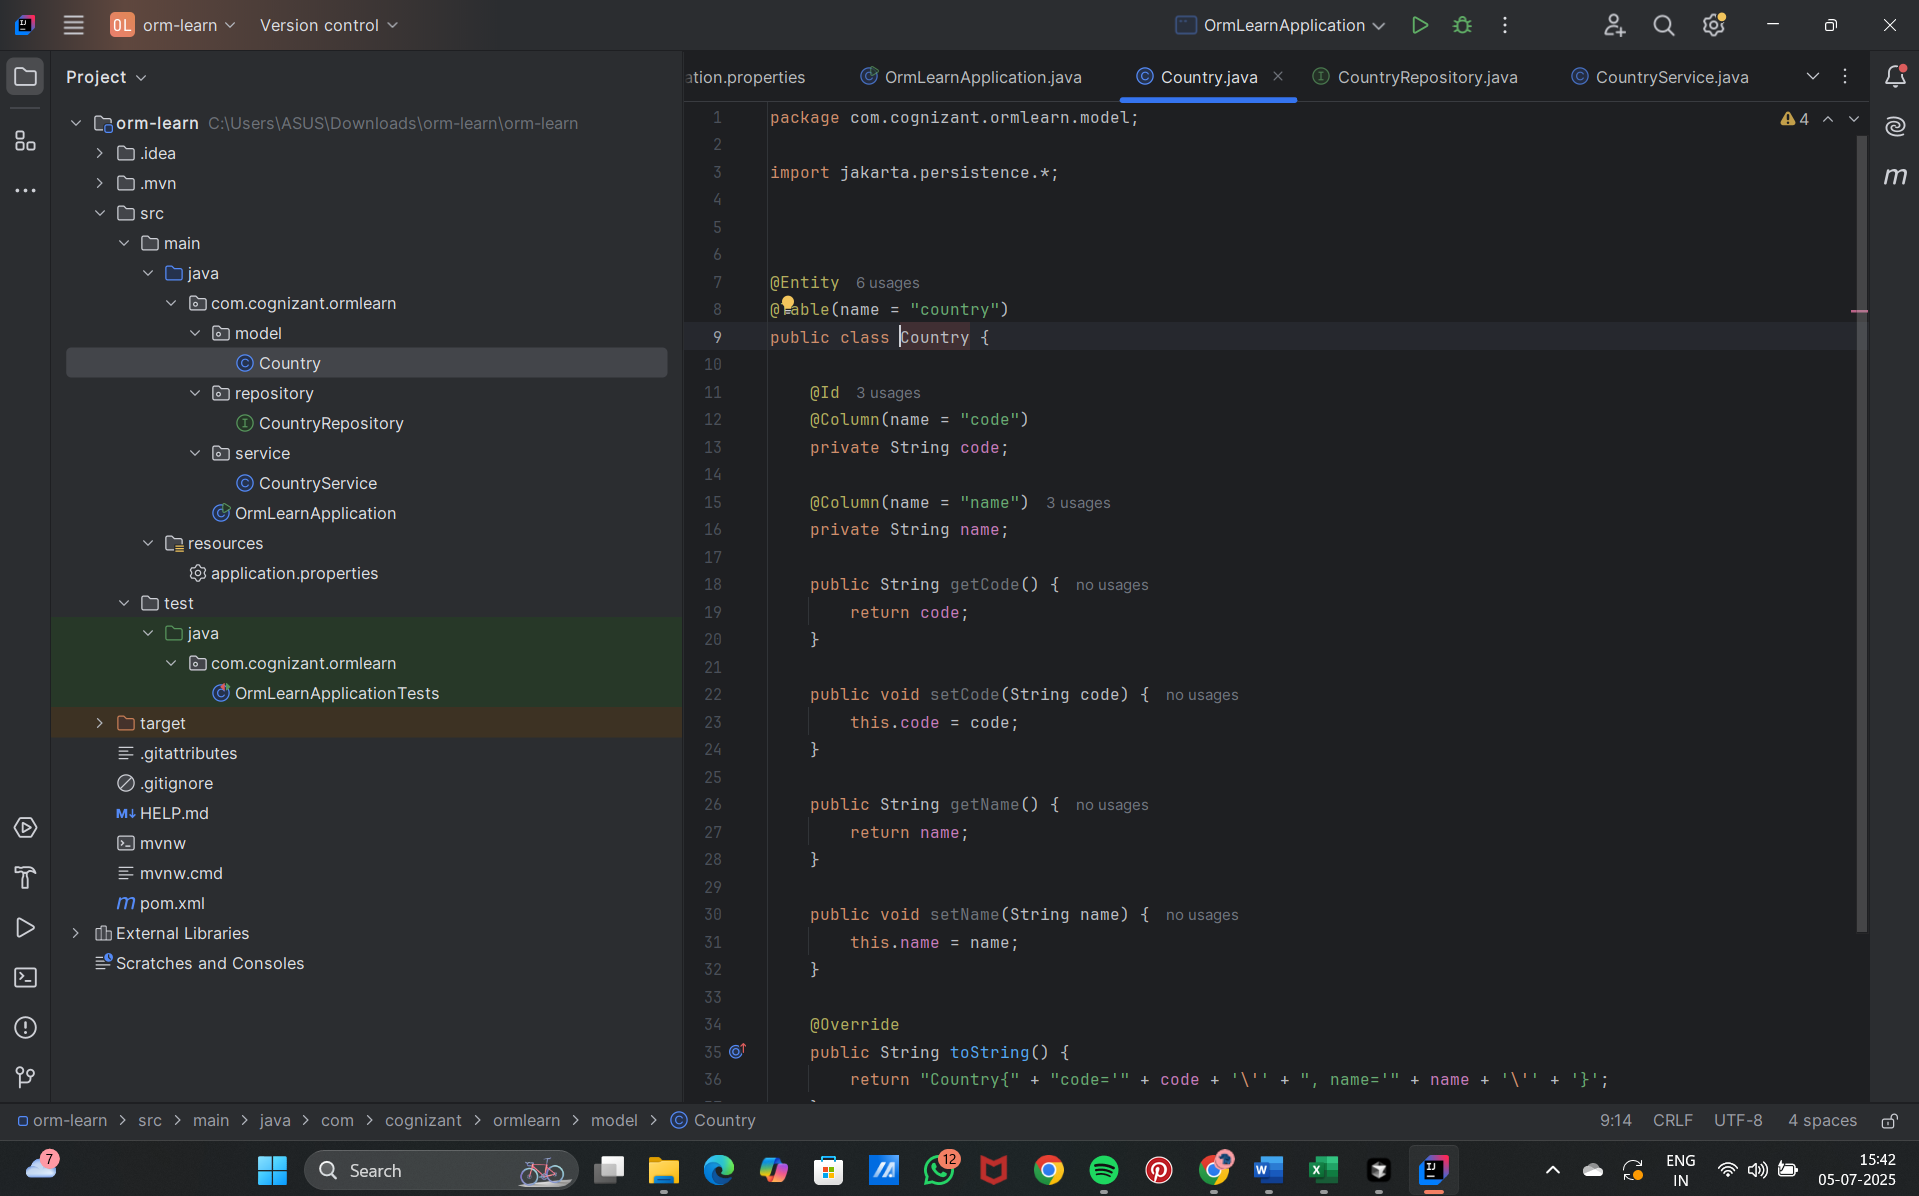 OL orm-learn Version control OrmLearnApplication
Project
orm-learn C:\Users\ASUS\Downloads\orm-learn\orm-learn
.idea
.mvn
src
main
java
com.cognizant.ormlearn
model
Country
repository
CountryRepository
service
CountryService
OrmLearnApplication
resources
application.properties
test
java
com.cognizant.ormlearn
OrmLearnApplicationTests
target
.gitattributes
.gitignore
M↓ HELP.md
mvnw
mvnw.cmd
m pom.xml
External Libraries
Scratches and Consoles
ation.properties OrmLearnApplication.java Country.java CountryRepository.java CountryService.java
4
m
1 package com.cognizant.ormlearn.model;
2
3 import jakarta.persistence.*;
4
5
6
7 @Entity 6 usages
8 @Table(name = "country")
9 public class Country {
10
11 @Id 3 usages
12 @Column(name = "code")
13 private String code;
14
15 @Column(name = "name") 3 usages
16 private String name;
17
18 public String getCode() { no usages
19 return code;
20 }
21
22 public void setCode(String code) { no usages
23 this.code = code;
24 }
25
26 public String getName() { no usages
27 return name;
28 }
29
30 public void setName(String name) { no usages
31 this.name = name;
32 }
33
34 @Override
35 public String toString() {
36 return "Country{" + "code='" + code + '\'' + ", name='" + name + '\'' + '}';
orm-learn > src > main > java > com > cognizant > ormlearn > model > Country 9:14 CRLF UTF-8 4 spaces
7 Search 12 ENG IN 15:42 05-07-2025